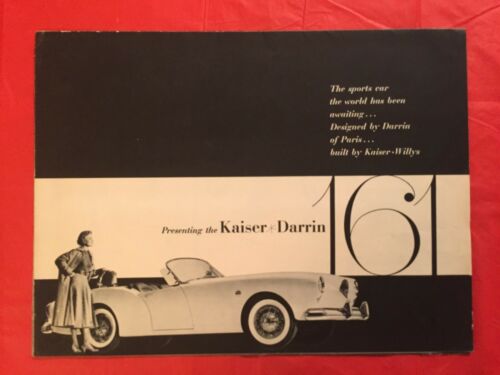 The sports car
the world has been
awaiting...
Designed by Darrin
of Paris...
built by Kaiser-Willys
Presenting the Kaiser*Darrin 161